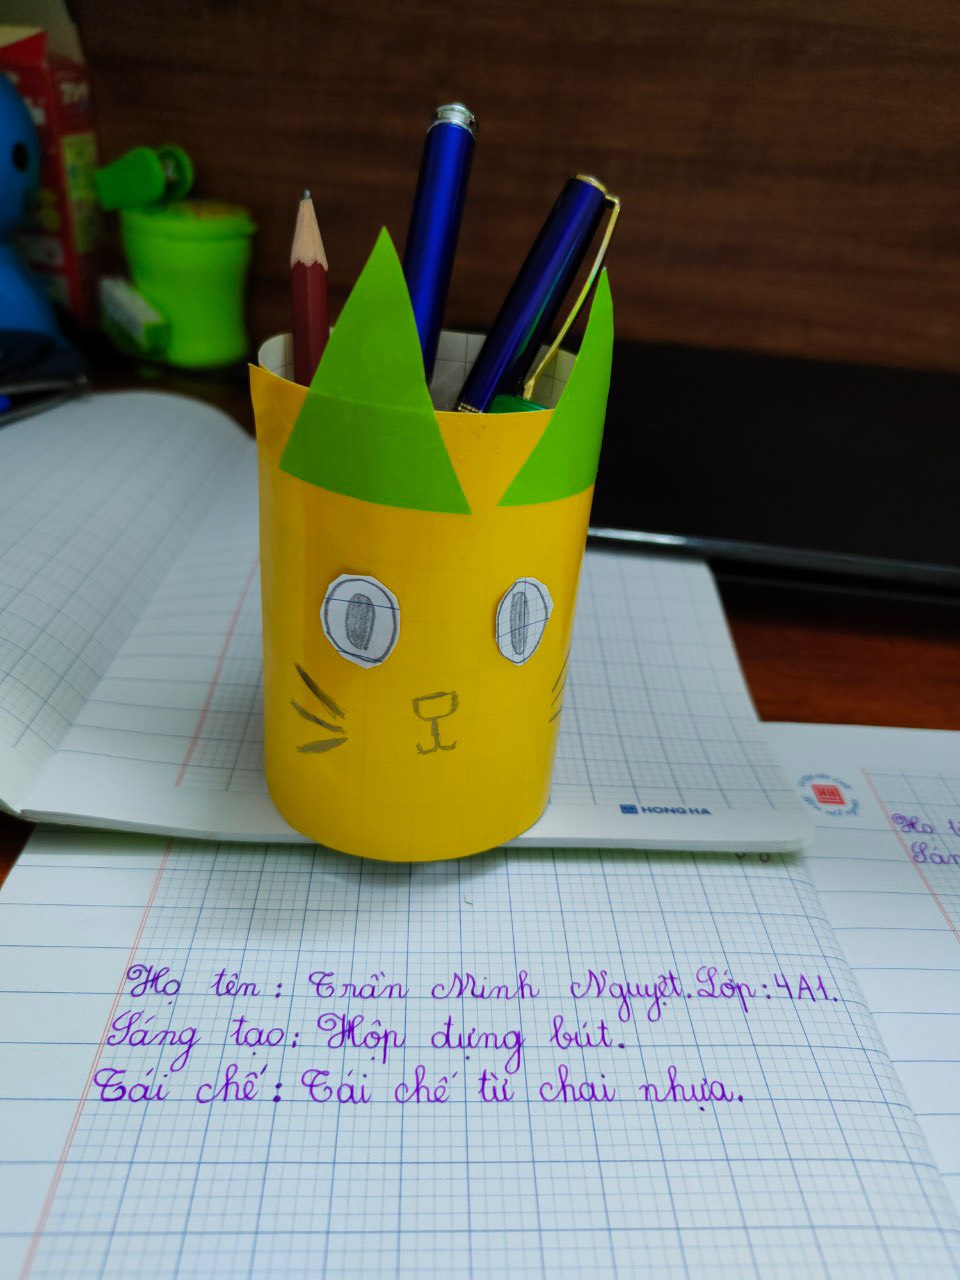 HONG HA
Họ tên : Trần Minh Nguyệt. Lớp : 4A1.
Sáng tạo : Hộp dựng bút.
Tái chế : Tái chế từ chai nhựa.